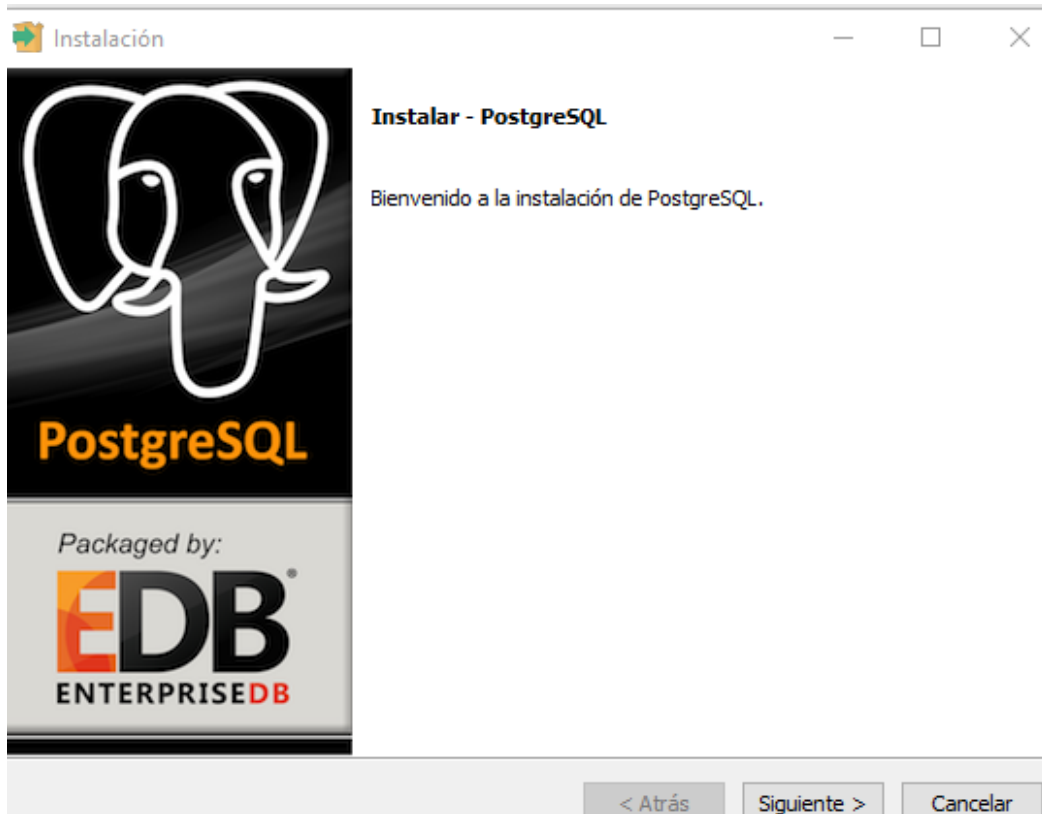 Instalación
Instalar - PostgreSQL
Bienvenido a la instalación de PostgreSQL.
PostgreSQL
Packaged by:
EDB®
ENTERPRISEDB
< Atrás
Siguiente >
Cancelar